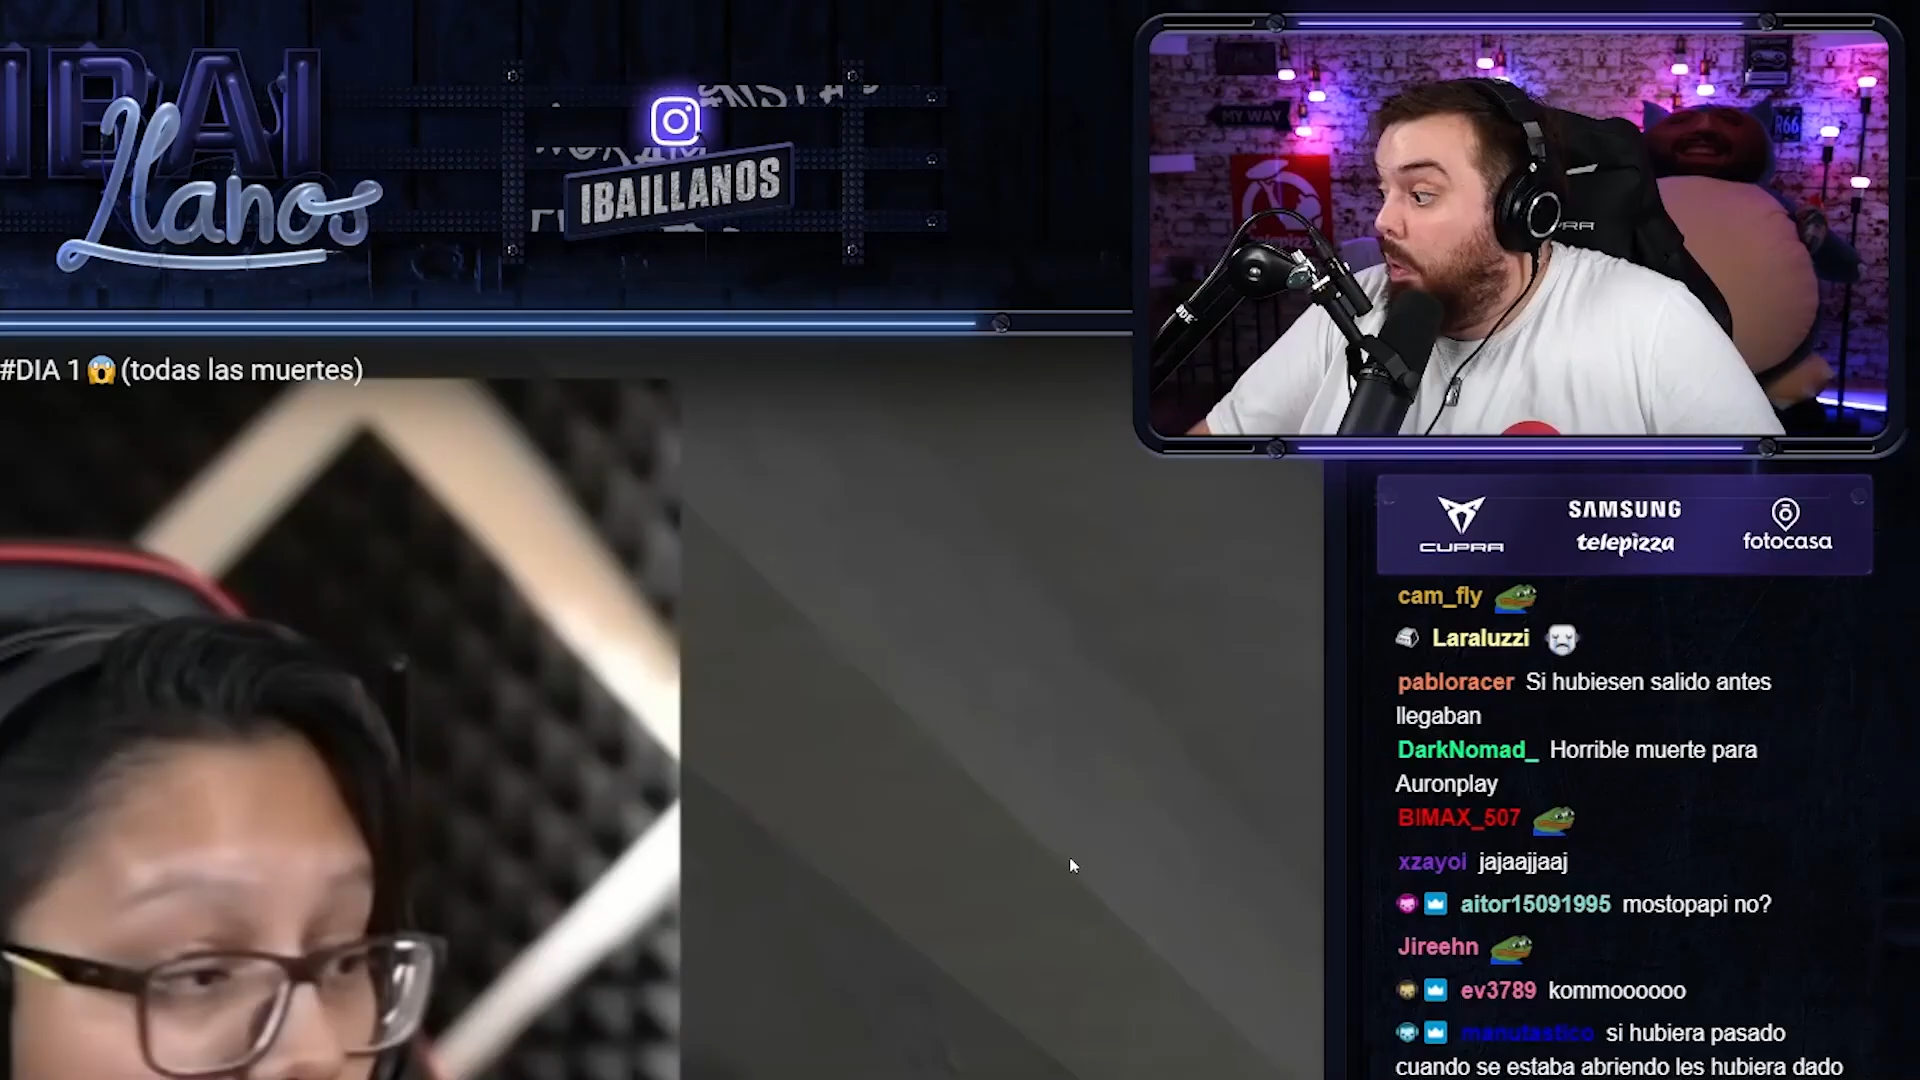 IBAI
Llanos
IBAILLANOS
#DIA 1😱(todas las muertes)
MY WAY
R66
CUPRA
SAMSUNG
telepizza
fotocasa
cam_fly
Laraluzzi
pabloracer Si hubiesen salido antes
llegaban
DarkNomad_ Horrible muerte para
Auronplay
BIMAX_507
xzayoi jajaajjaaj
aitor15091995 mostopapi no?
Jireehn
ev3789 kommoooooo
manutastico si hubiera pasado
cuando se estaba abriendo les hubiera dado